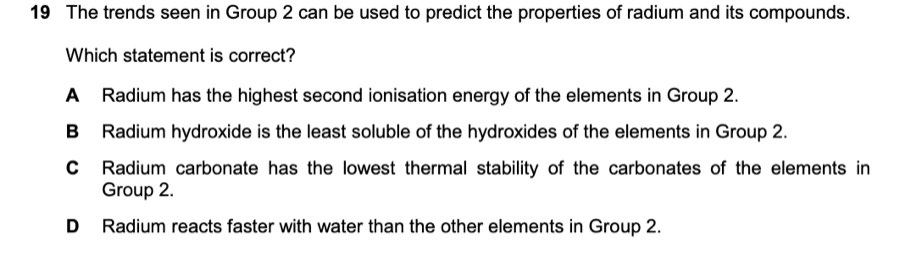 19 The trends seen in Group 2 can be used to predict the properties of radium and its compounds.
Which statement is correct?
A Radium has the highest second ionisation energy of the elements in Group 2.
B Radium hydroxide is the least soluble of the hydroxides of the elements in Group 2.
C Radium carbonate has the lowest thermal stability of the carbonates of the elements in
Group 2.
D Radium reacts faster with water than the other elements in Group 2.